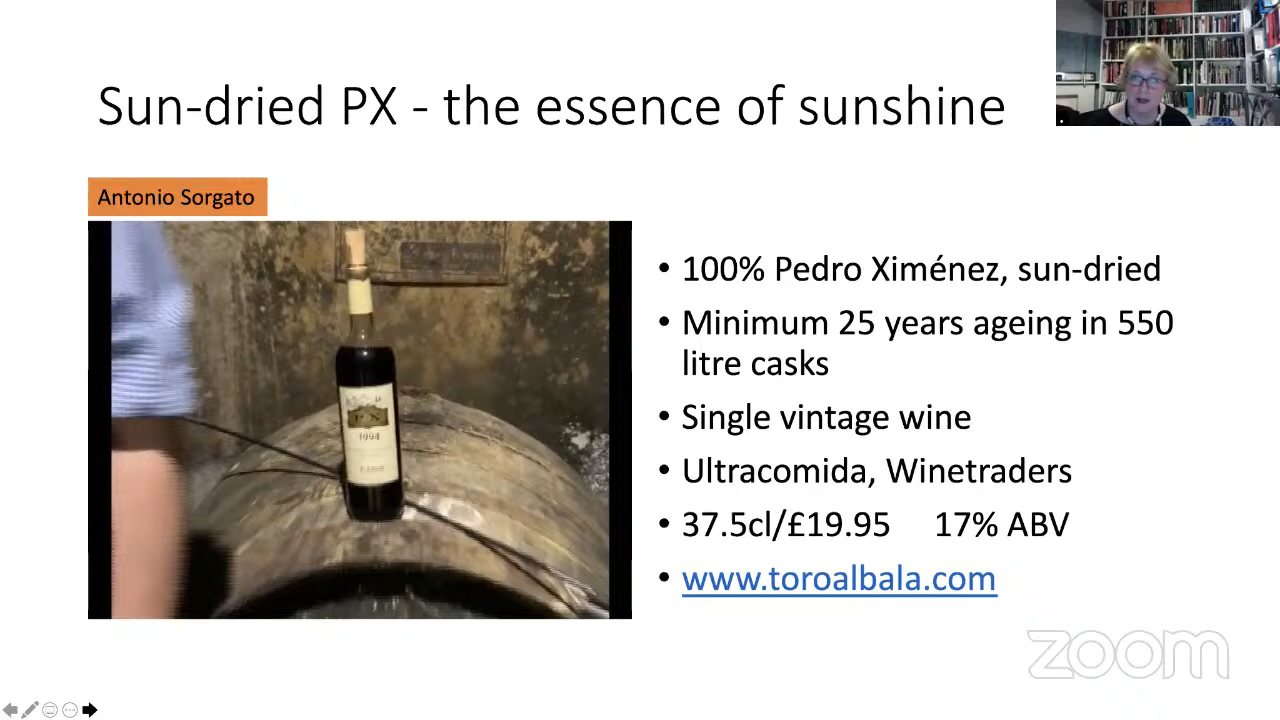 Sun-dried PX - the essence of sunshine
Antonio Sorgato
P X
1994
• 100% Pedro Ximénez, sun-dried
• Minimum 25 years ageing in 550
litre casks
• Single vintage wine
• Ultracomida, Winetraders
• 37.5cl/£19.95 17% ABV
• www.toroalbala.com
zoom